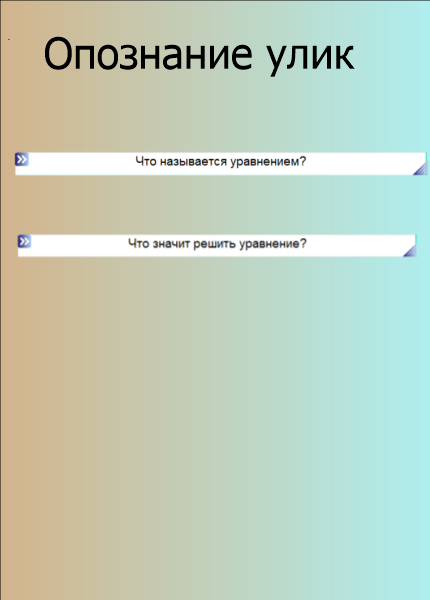 Опознание улик
Что называется уравнением?
Что значит решить уравнение?